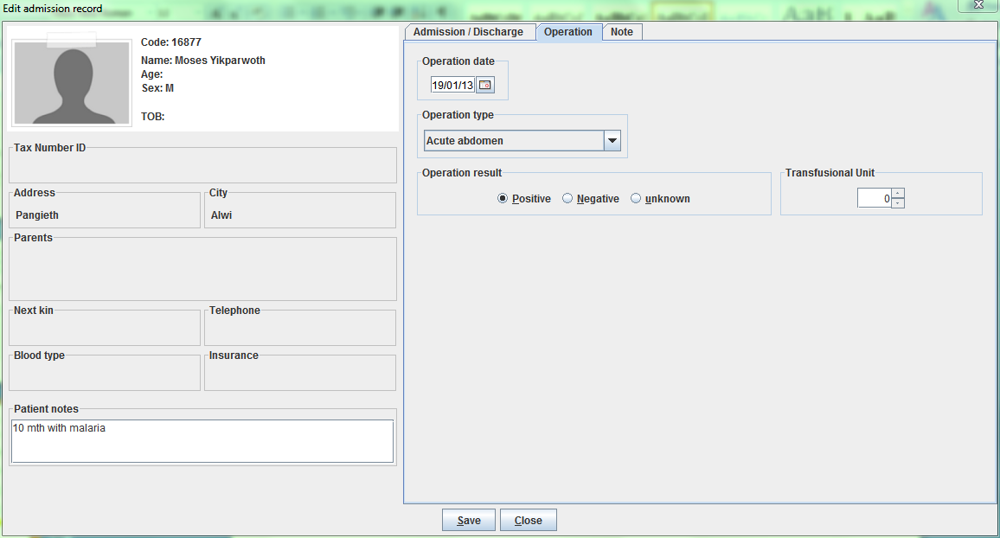 Edit admission record
Code: 16877
Name: Moses Yikparwoth
Age:
Sex: M
TOB:
Tax Number ID
Address
City
Pangieth
Alwi
Parents
Next kin
Telephone
Blood type
Insurance
Patient notes
10 mth with malaria
Admission / Discharge
Operation
Note
Operation date
19/01/13
Operation type
Acute abdomen
Operation result
Positive
Negative
unknown
Transfusional Unit
0
Save
Close